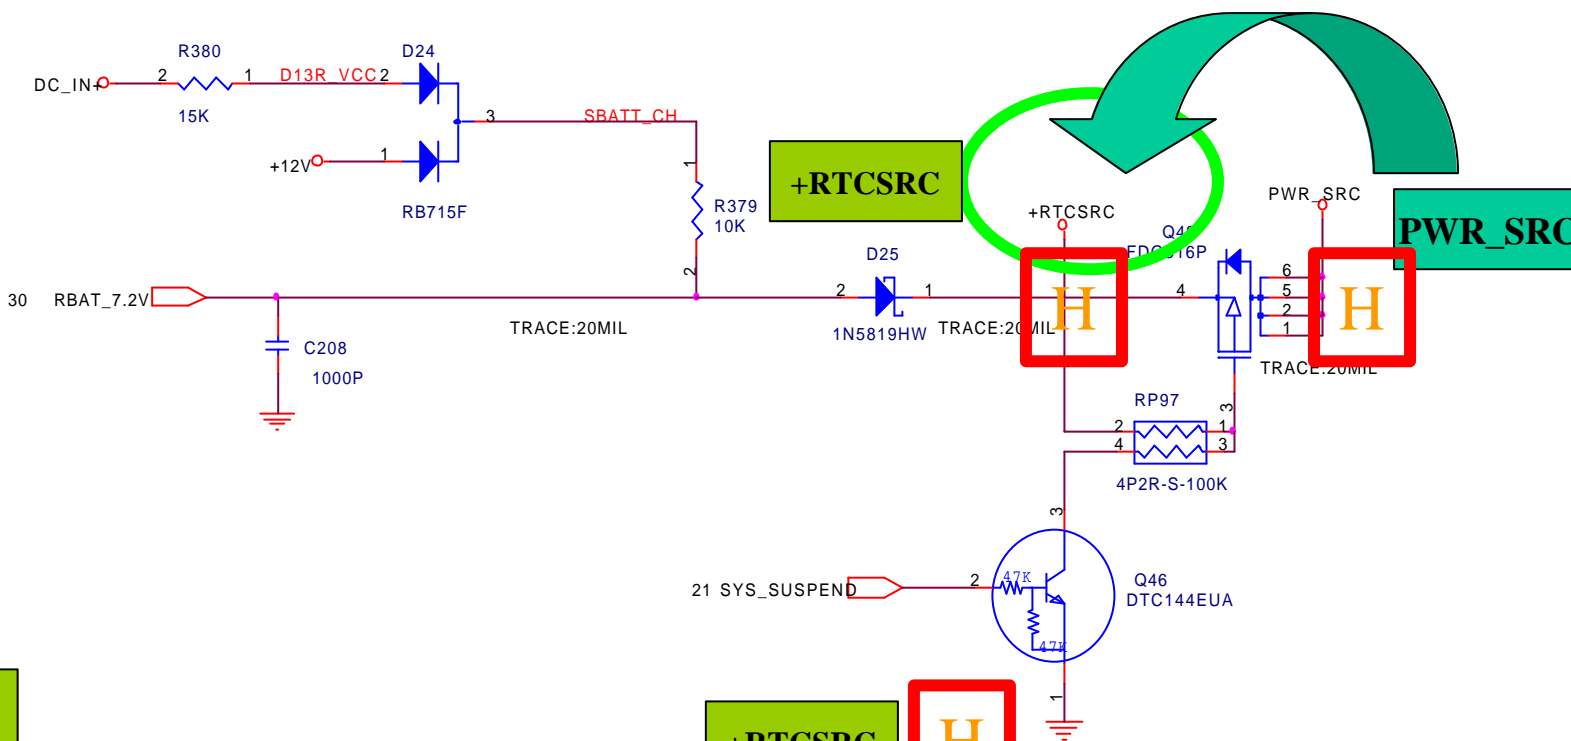 R380
D24
DC_IN+
2
1
D13R_VCC
2
15K
3
SBATT_CH
+12V
1
RB715F
1
R379
10K
2
+RTCSRC
+RTCSRC
PWR_SRC
PWR_SRC
D25
30
RBAT_7.2V
2
1
H
4
6
5
2
1
H
TRACE:20MIL
1N5819HW
TRACE:20MIL
TRACE:20MIL
C208
1000P
RP97
3
2
1
4
3
4P2R-S-100K
3
21
SYS_SUSPEND
2
47K
47K
Q46
DTC144EUA
1
+RTCSRC
H